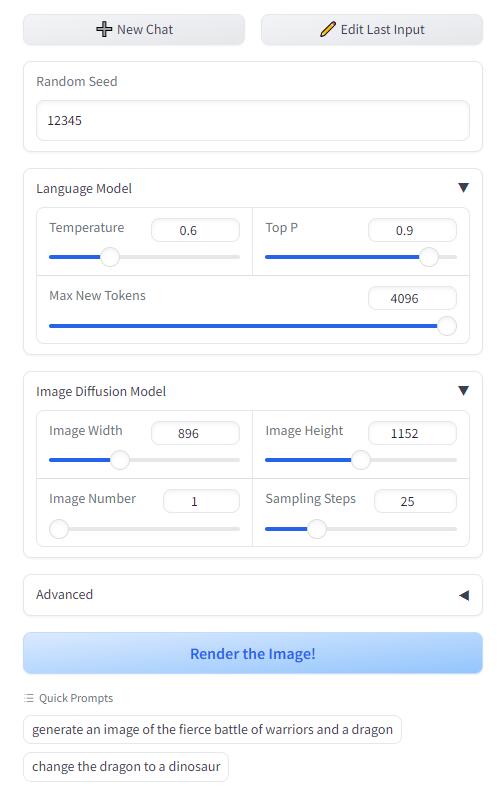 New Chat
Edit Last Input
Random Seed
12345
Language Model
Temperature 0.6
Top P 0.9
Max New Tokens 4096
Image Diffusion Model
Image Width 896
Image Height 1152
Image Number 1
Sampling Steps 25
Advanced
Render the Image!
Quick Prompts
generate an image of the fierce battle of warriors and a dragon
change the dragon to a dinosaur